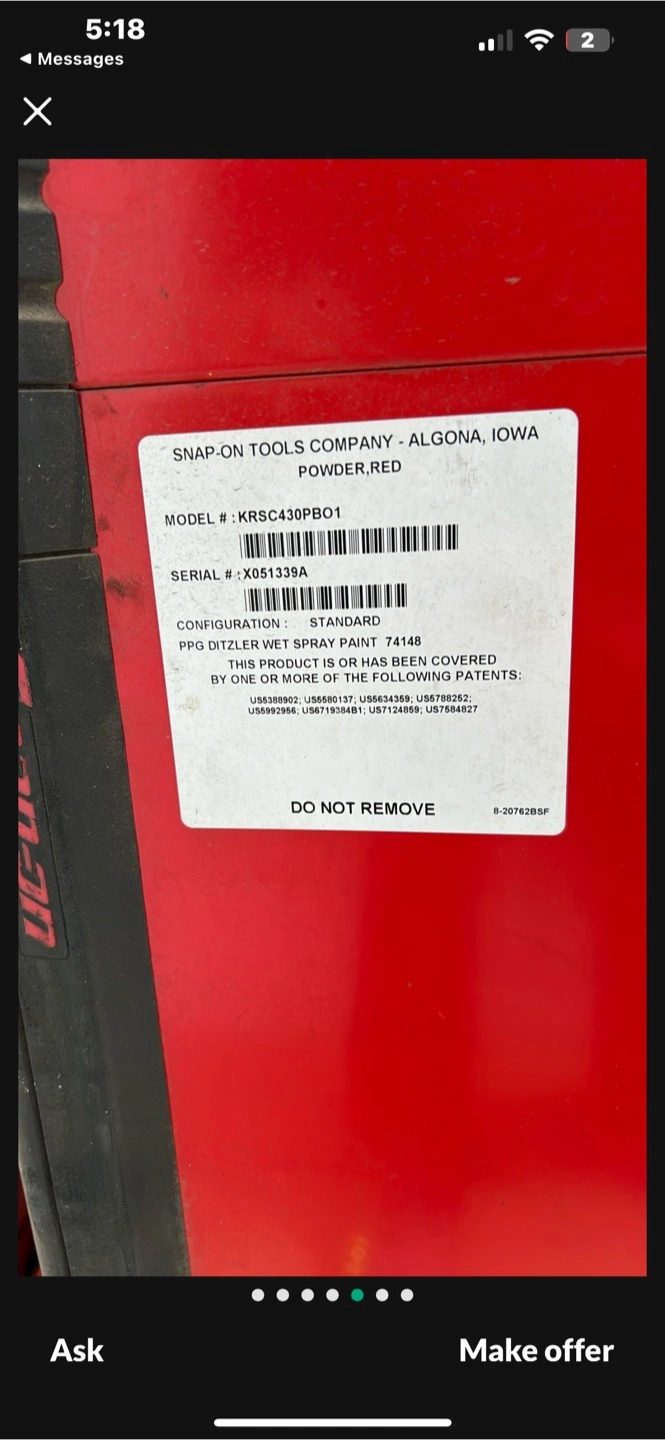 5:18
2
◀ Messages
SNAP-ON TOOLS COMPANY - ALGONA, IOWA
POWDER,RED
MODEL # : KRSC430PBO1
SERIAL # : X051339A
CONFIGURATION : STANDARD
PPG DITZLER WET SPRAY PAINT 74148
THIS PRODUCT IS OR HAS BEEN COVERED
BY ONE OR MORE OF THE FOLLOWING PATENTS:
US5388902; US5580137; US5634359; US5788252;
US5992956; US6719384B1; US7124859; US7584827
DO NOT REMOVE
8-20762BSF
Ask
Make offer